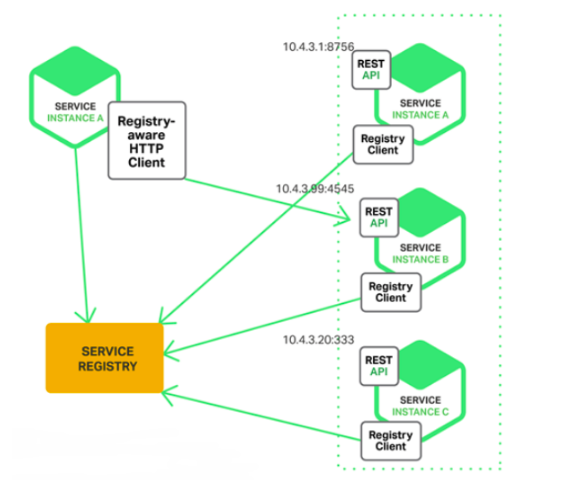 SERVICE
INSTANCE A
Registry-
aware
HTTP
Client
SERVICE
REGISTRY
10.4.3.1:8756
REST
API
SERVICE
INSTANCE A
Registry
Client
10.4.3.99:4545
REST
API
SERVICE
INSTANCE B
Registry
Client
10.4.3.20:333
REST
API
SERVICE
INSTANCE C
Registry
Client